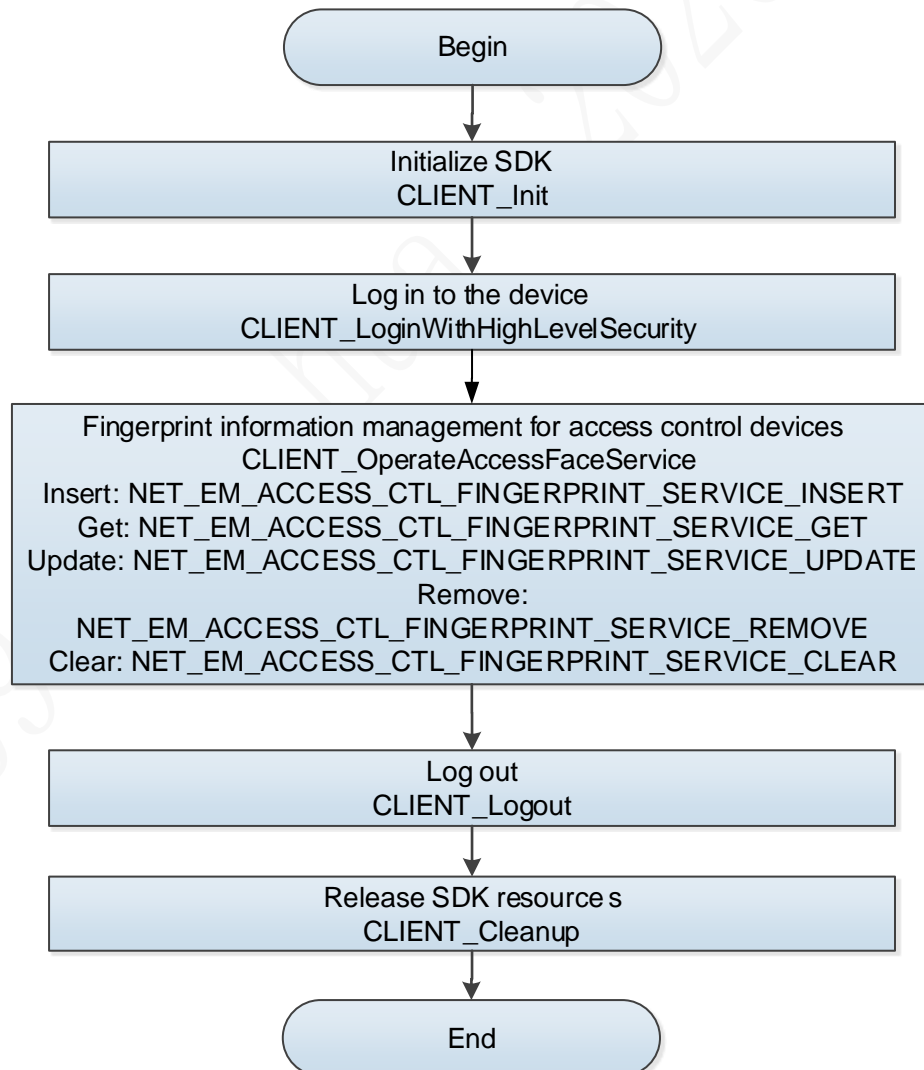 Begin
Initialize SDK
CLIENT_Init
Log in to the device
CLIENT_LoginWithHighLevelSecurity
Fingerprint information management for access control devices
CLIENT_OperateAccessFaceService
Insert: NET_EM_ACCESS_CTL_FINGERPRINT_SERVICE_INSERT
Get: NET_EM_ACCESS_CTL_FINGERPRINT_SERVICE_GET
Update: NET_EM_ACCESS_CTL_FINGERPRINT_SERVICE_UPDATE
Remove:
NET_EM_ACCESS_CTL_FINGERPRINT_SERVICE_REMOVE
Clear: NET_EM_ACCESS_CTL_FINGERPRINT_SERVICE_CLEAR
Log out
CLIENT_Logout
Release SDK resources
CLIENT_Cleanup
End